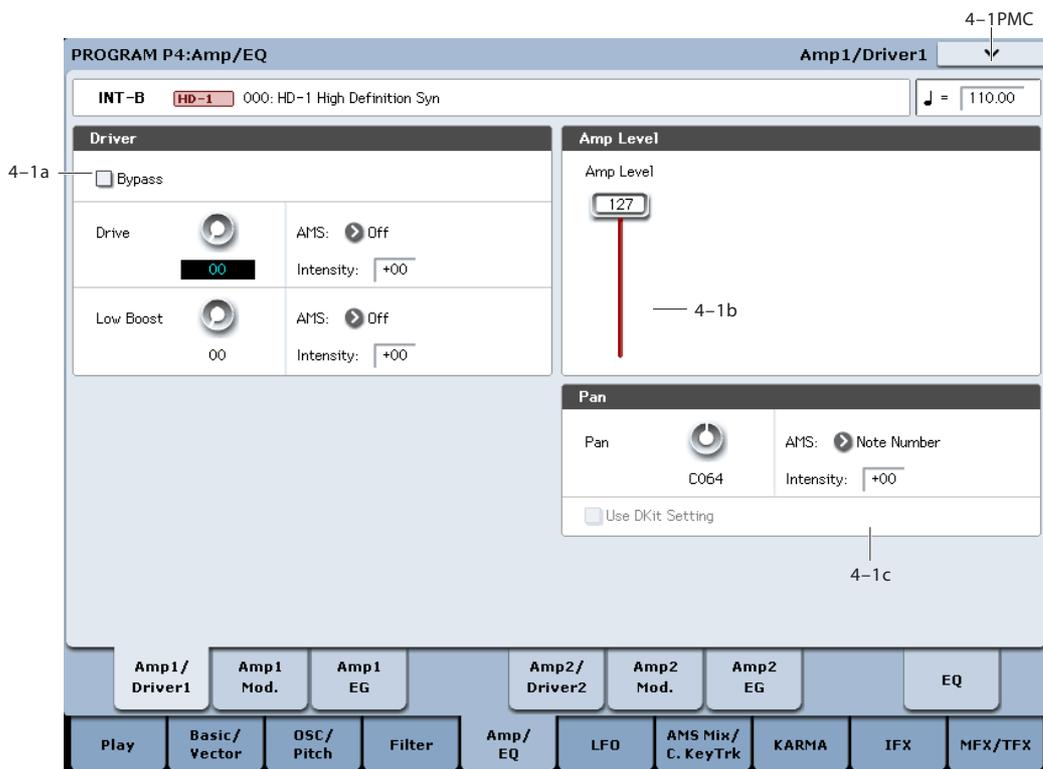 4–1PMC
PROGRAM P4:Amp/EQ
Amp1/Driver1
INT-B HD-1 000: HD-1 High Definition Syn
♩ = 110.00
Driver
4–1a
Bypass
Drive
00
AMS: Off
Intensity: +00
Low Boost
00
AMS: Off
Intensity: +00
Amp Level
Amp Level
127
4–1b
Pan
Pan
C064
AMS: Note Number
Intensity: +00
Use DKit Setting
4–1c
Amp1/
Driver1
Amp1
Mod.
Amp1
EG
Amp2/
Driver2
Amp2
Mod.
Amp2
EG
EQ
Play
Basic/
Vector
OSC/
Pitch
Filter
Amp/
EQ
LFO
AMS Mix/
C. KeyTrk
KARMA
IFX
MFX/TFX